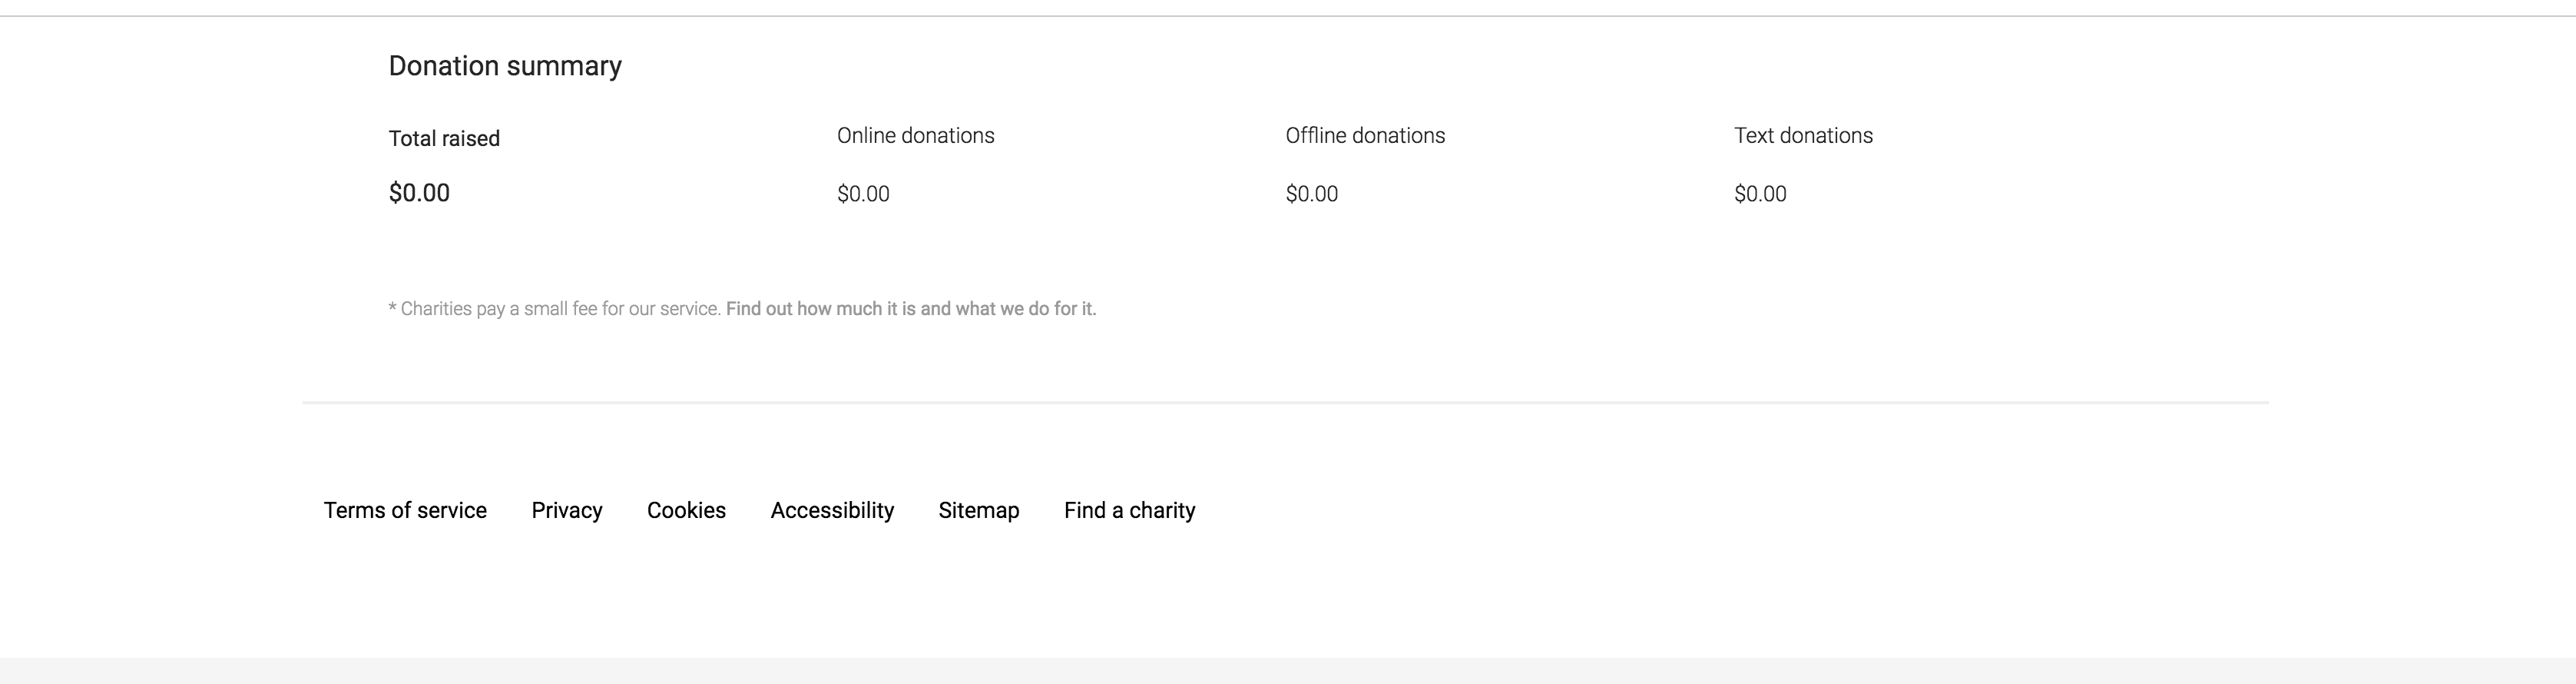 Donation summary
Total raised
Online donations
Offline donations
Text donations
$0.00
$0.00
$0.00
$0.00
* Charities pay a small fee for our service. Find out how much it is and what we do for it.
Terms of service
Privacy
Cookies
Accessibility
Sitemap
Find a charity